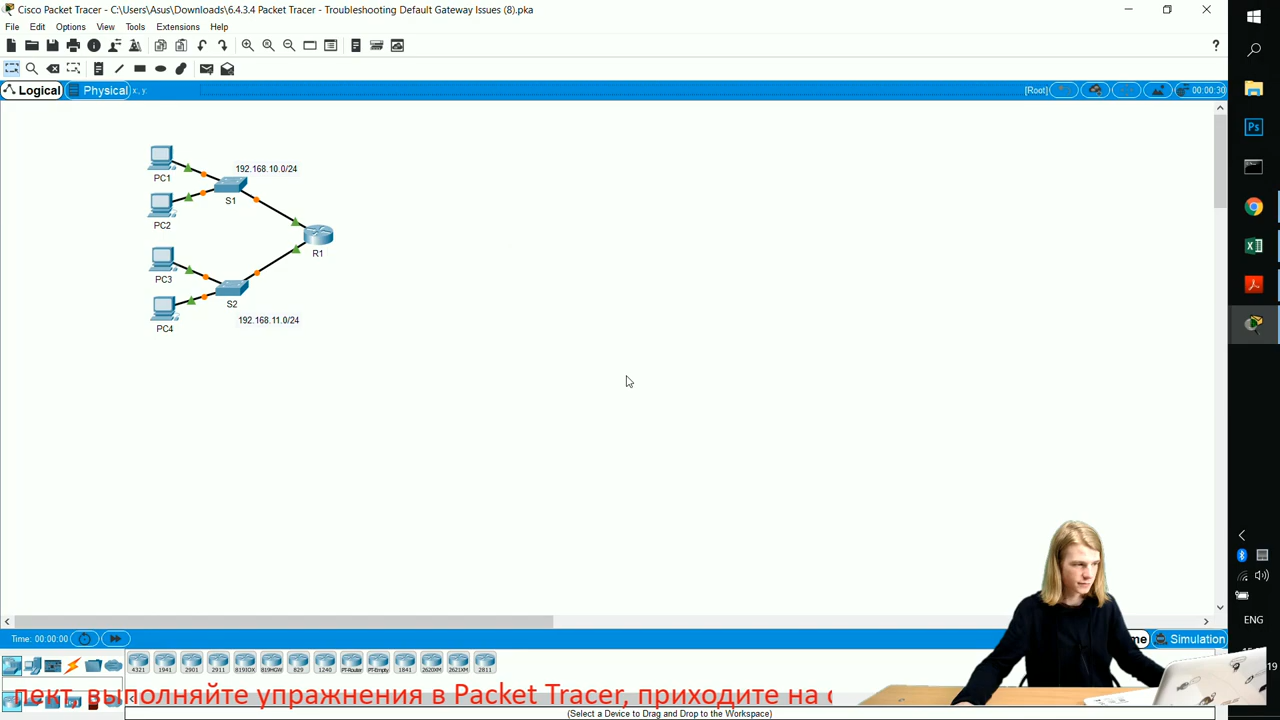 Cisco Packet Tracer - C:\Users\Asus\Downloads\6.4.3.4 Packet Tracer - Troubleshooting Default Gateway Issues (8).pka
File Edit Options View Tools Extensions Help
?
Logical Physical x, y: [Root] 00:00:30
PC1
192.168.10.0/24
S1
PC2
R1
PC3
S2
PC4
192.168.11.0/24
Ps
ENG
Time: 00:00:00
me Simulation
4321 1941 2901 2911 819IOX 819HGW 829 1240 PT-Router PT-Empty 1841 2620XM 2621XM 2811
19
пект, выполняйте упражнения в Packet Tracer, приходите на с
(Select a Device to Drag and Drop to the Workspace)